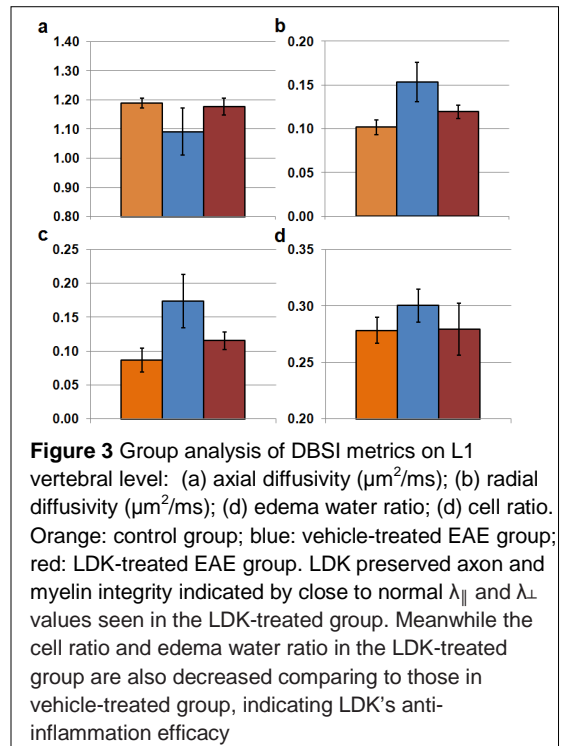 a
b
1.40
1.30
1.20
1.10
1.00
0.90
0.80
0.20
0.15
0.10
0.05
0.00
c
d
0.25
0.20
0.15
0.10
0.05
0.00
0.35
0.30
0.25
0.20
Figure 3 Group analysis of DBSI metrics on L1
vertebral level: (a) axial diffusivity (µm²/ms); (b) radial
diffusivity (µm²/ms); (d) edema water ratio; (d) cell ratio.
Orange: control group; blue: vehicle-treated EAE group;
red: LDK-treated EAE group. LDK preserved axon and
myelin integrity indicated by close to normal λ∥ and λ⊥
values seen in the LDK-treated group. Meanwhile the
cell ratio and edema water ratio in the LDK-treated
group are also decreased comparing to those in
vehicle-treated group, indicating LDK's anti-
inflammation efficacy